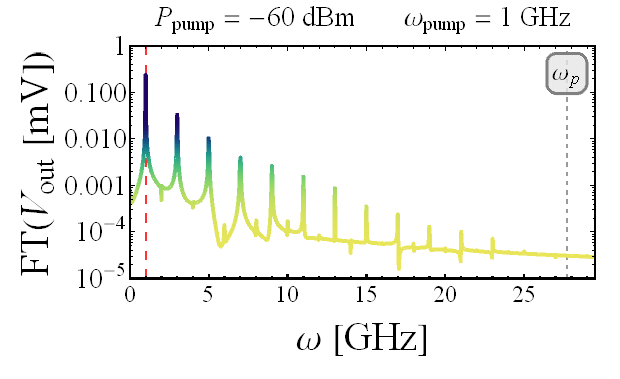 P_pump = −60 dBm ω_pump = 1 GHz
FT(V_out [mV])
1
0.100
0.010
0.001
10^−4
10^−5
ω_p
0 5 10 15 20 25
ω [GHz]